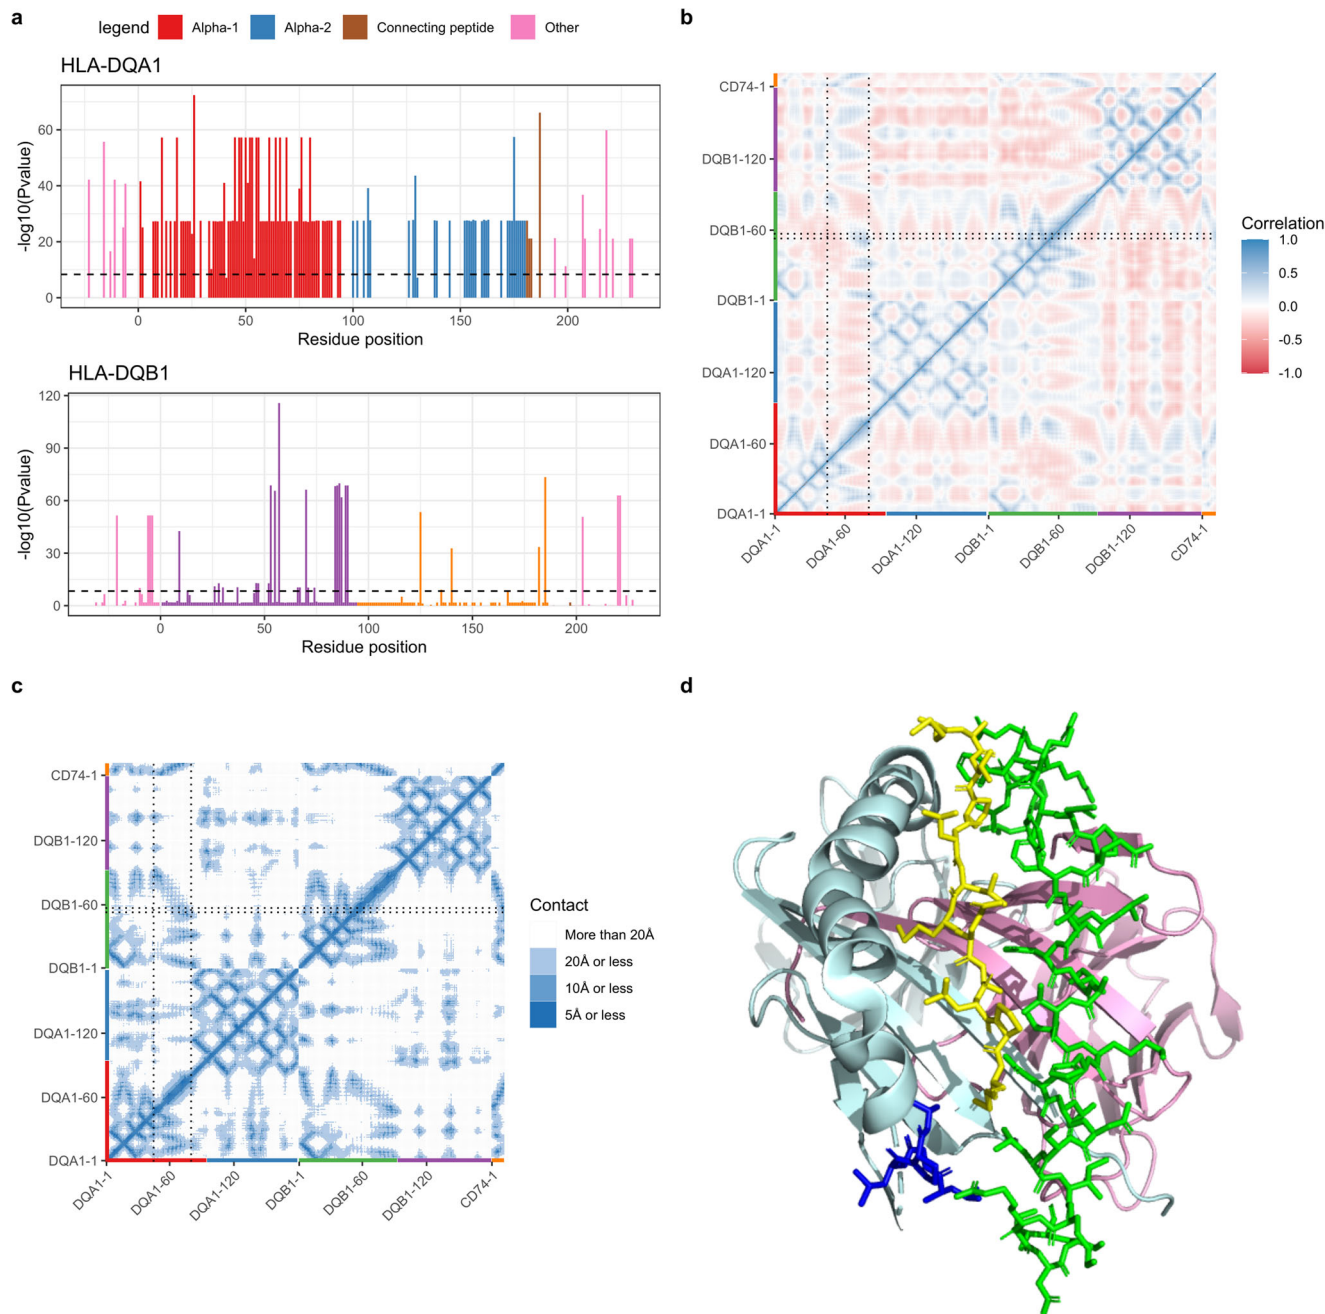 a
legend Alpha-1 Alpha-2 Connecting peptide Other
HLA-DQA1
-log10(Pvalue)
60
40
20
0
0 50 100 150 200
Residue position
HLA-DQB1
-log10(Pvalue)
120
90
60
30
0
0 50 100 150 200
Residue position
b
CD74-1
DQB1-120
DQB1-60
DQB1-1
DQA1-120
DQA1-60
DQA1-1
DQA1-1 DQA1-60 DQA1-120 DQB1-1 DQB1-60 DQB1-120 CD74-1
Correlation
1.0
0.5
0.0
-0.5
-1.0
c
CD74-1
DQB1-120
DQB1-60
DQB1-1
DQA1-120
DQA1-60
DQA1-1
DQA1-1 DQA1-60 DQA1-120 DQB1-1 DQB1-60 DQB1-120 CD74-1
Contact
More than 20Å
20Å or less
10Å or less
5Å or less
d